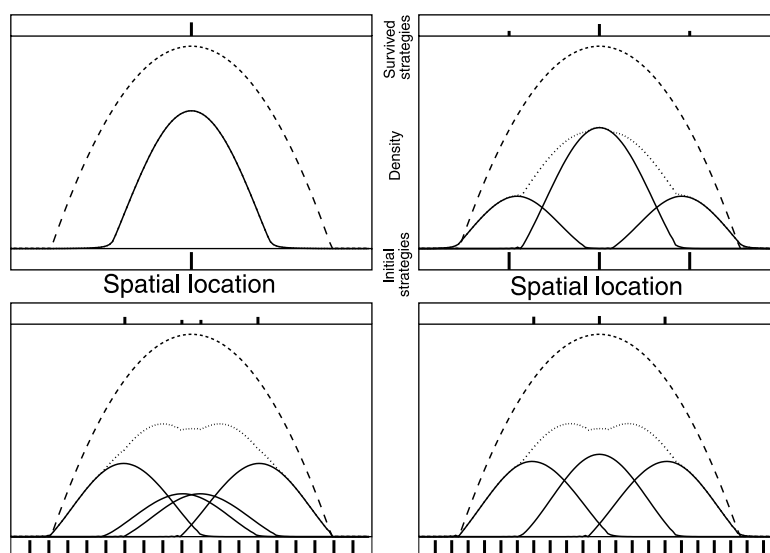 Survived
strategies
Density
Initial
strategies
Spatial location
Spatial location